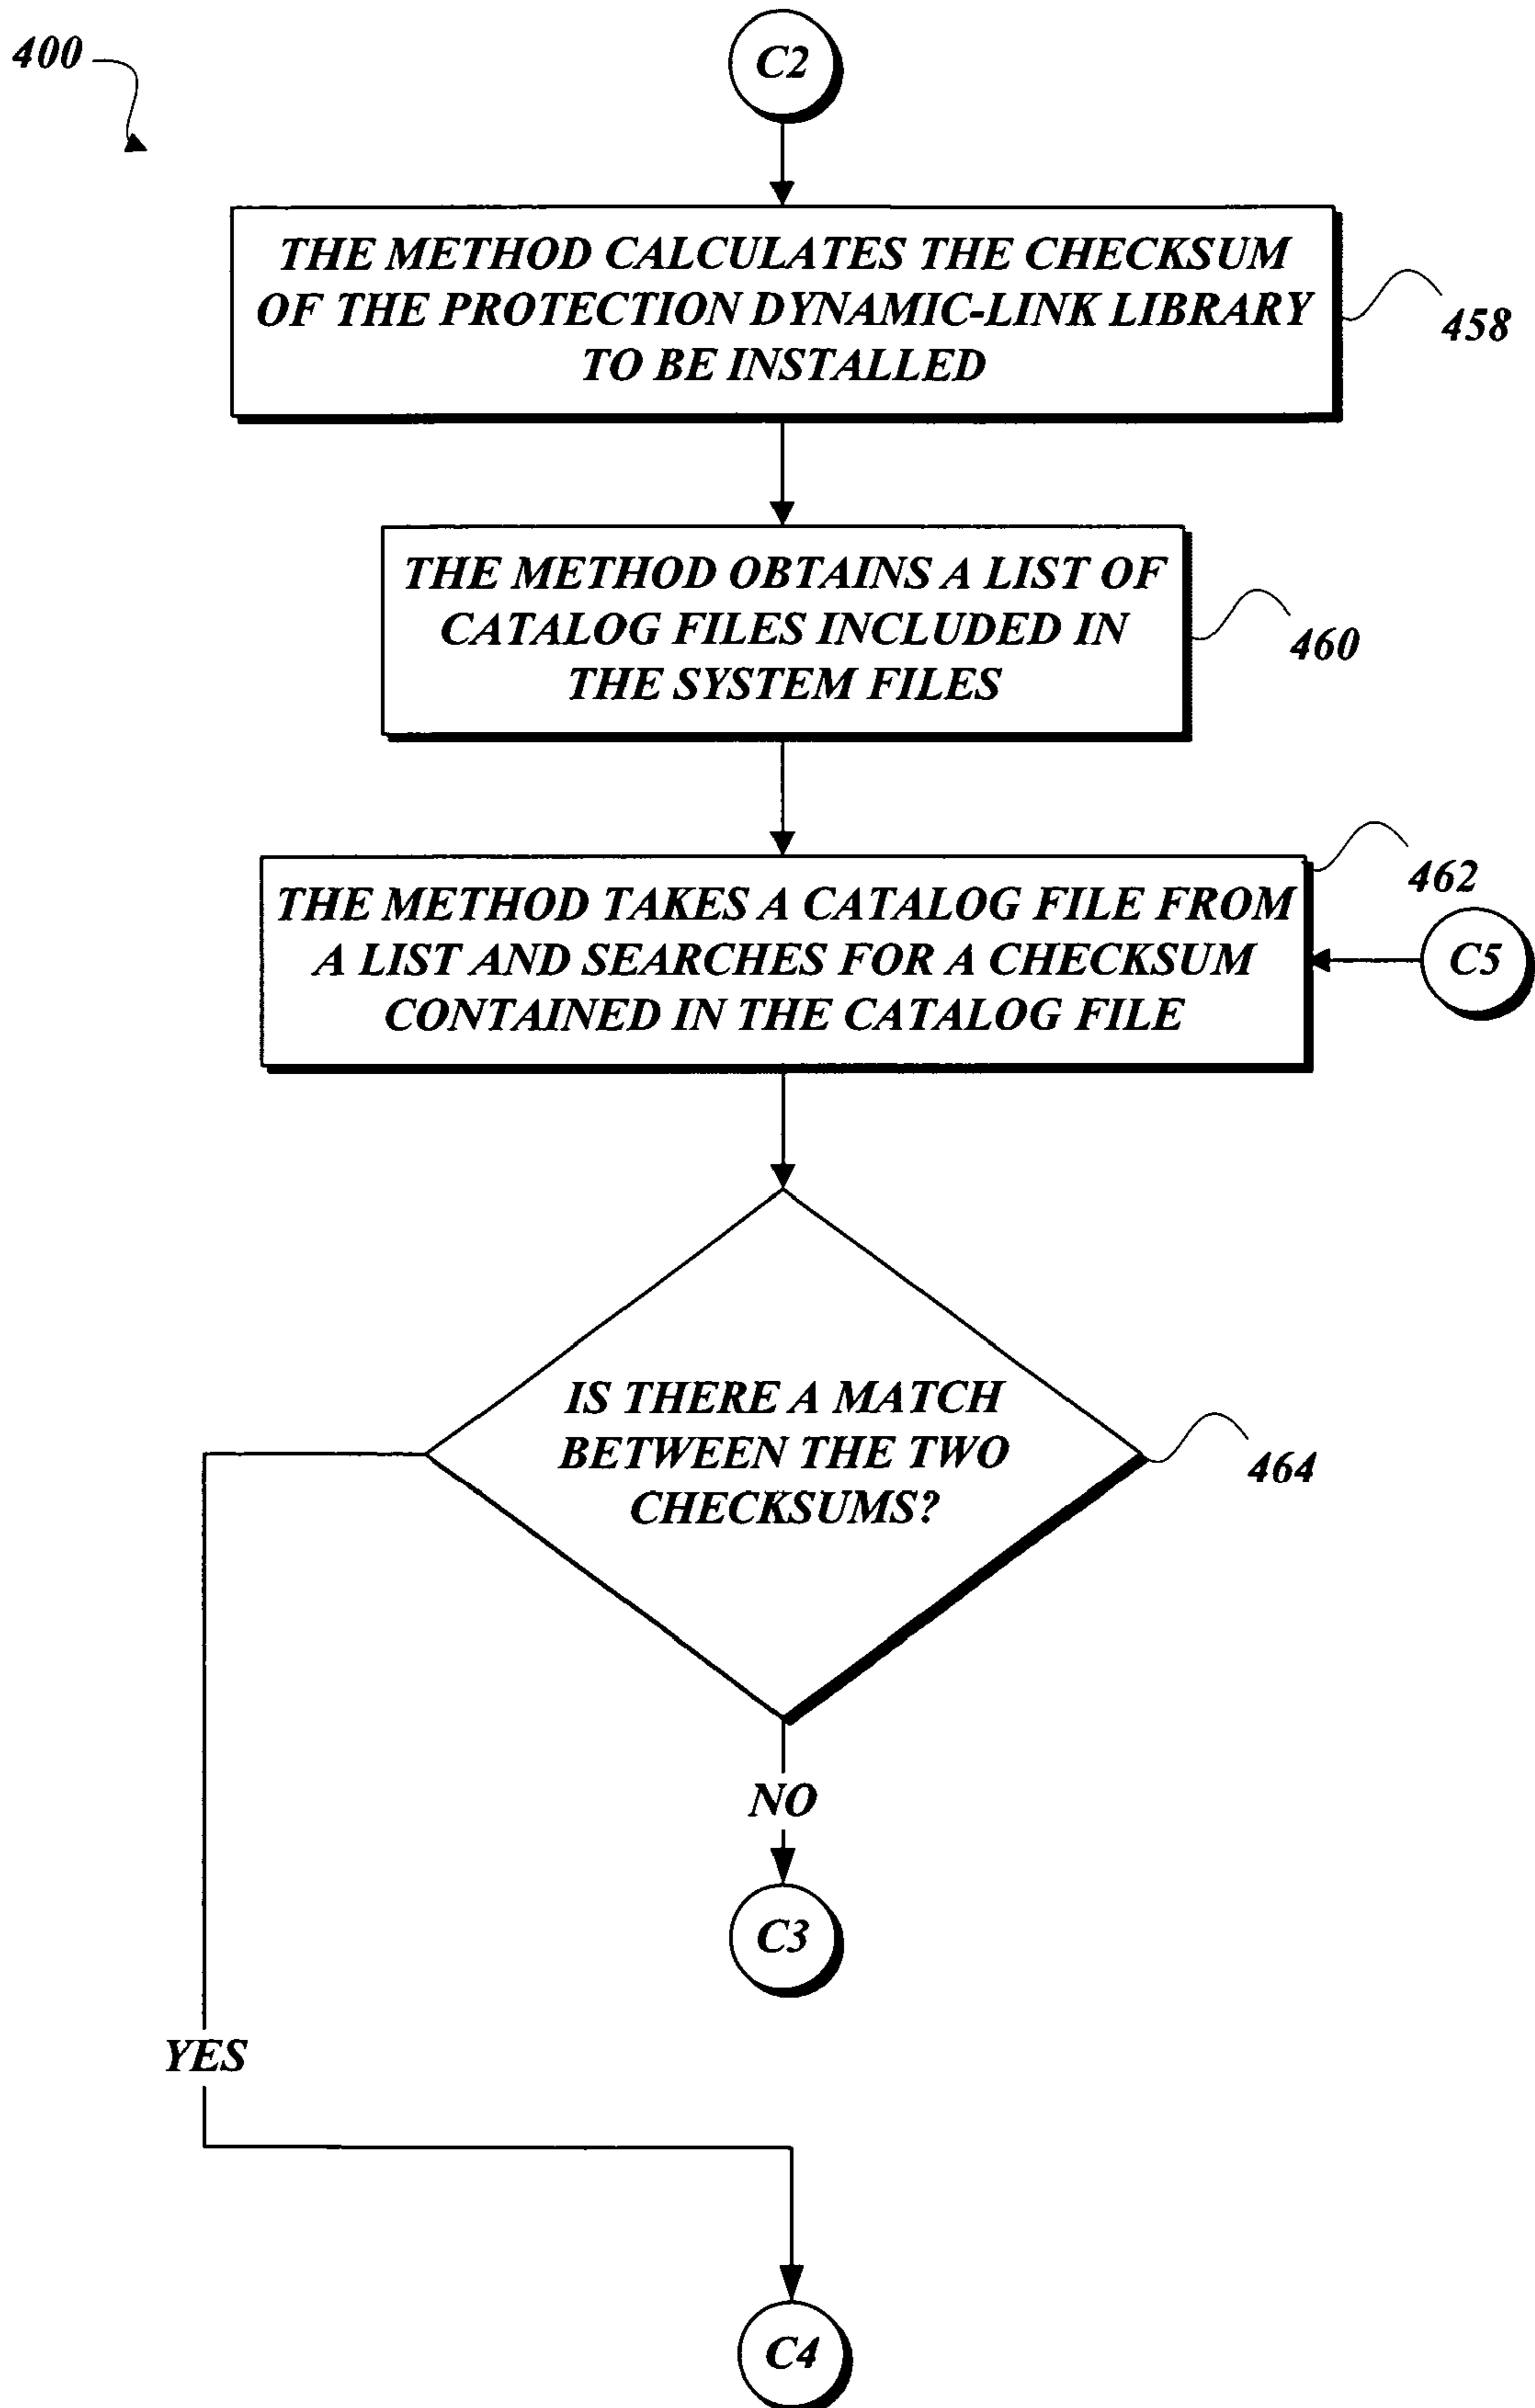 400
C2
THE METHOD CALCULATES THE CHECKSUM
OF THE PROTECTION DYNAMIC-LINK LIBRARY
TO BE INSTALLED
458
THE METHOD OBTAINS A LIST OF
CATALOG FILES INCLUDED IN
THE SYSTEM FILES
460
THE METHOD TAKES A CATALOG FILE FROM
A LIST AND SEARCHES FOR A CHECKSUM
CONTAINED IN THE CATALOG FILE
462
C5
IS THERE A MATCH
BETWEEN THE TWO
CHECKSUMS?
464
NO
C3
YES
C4